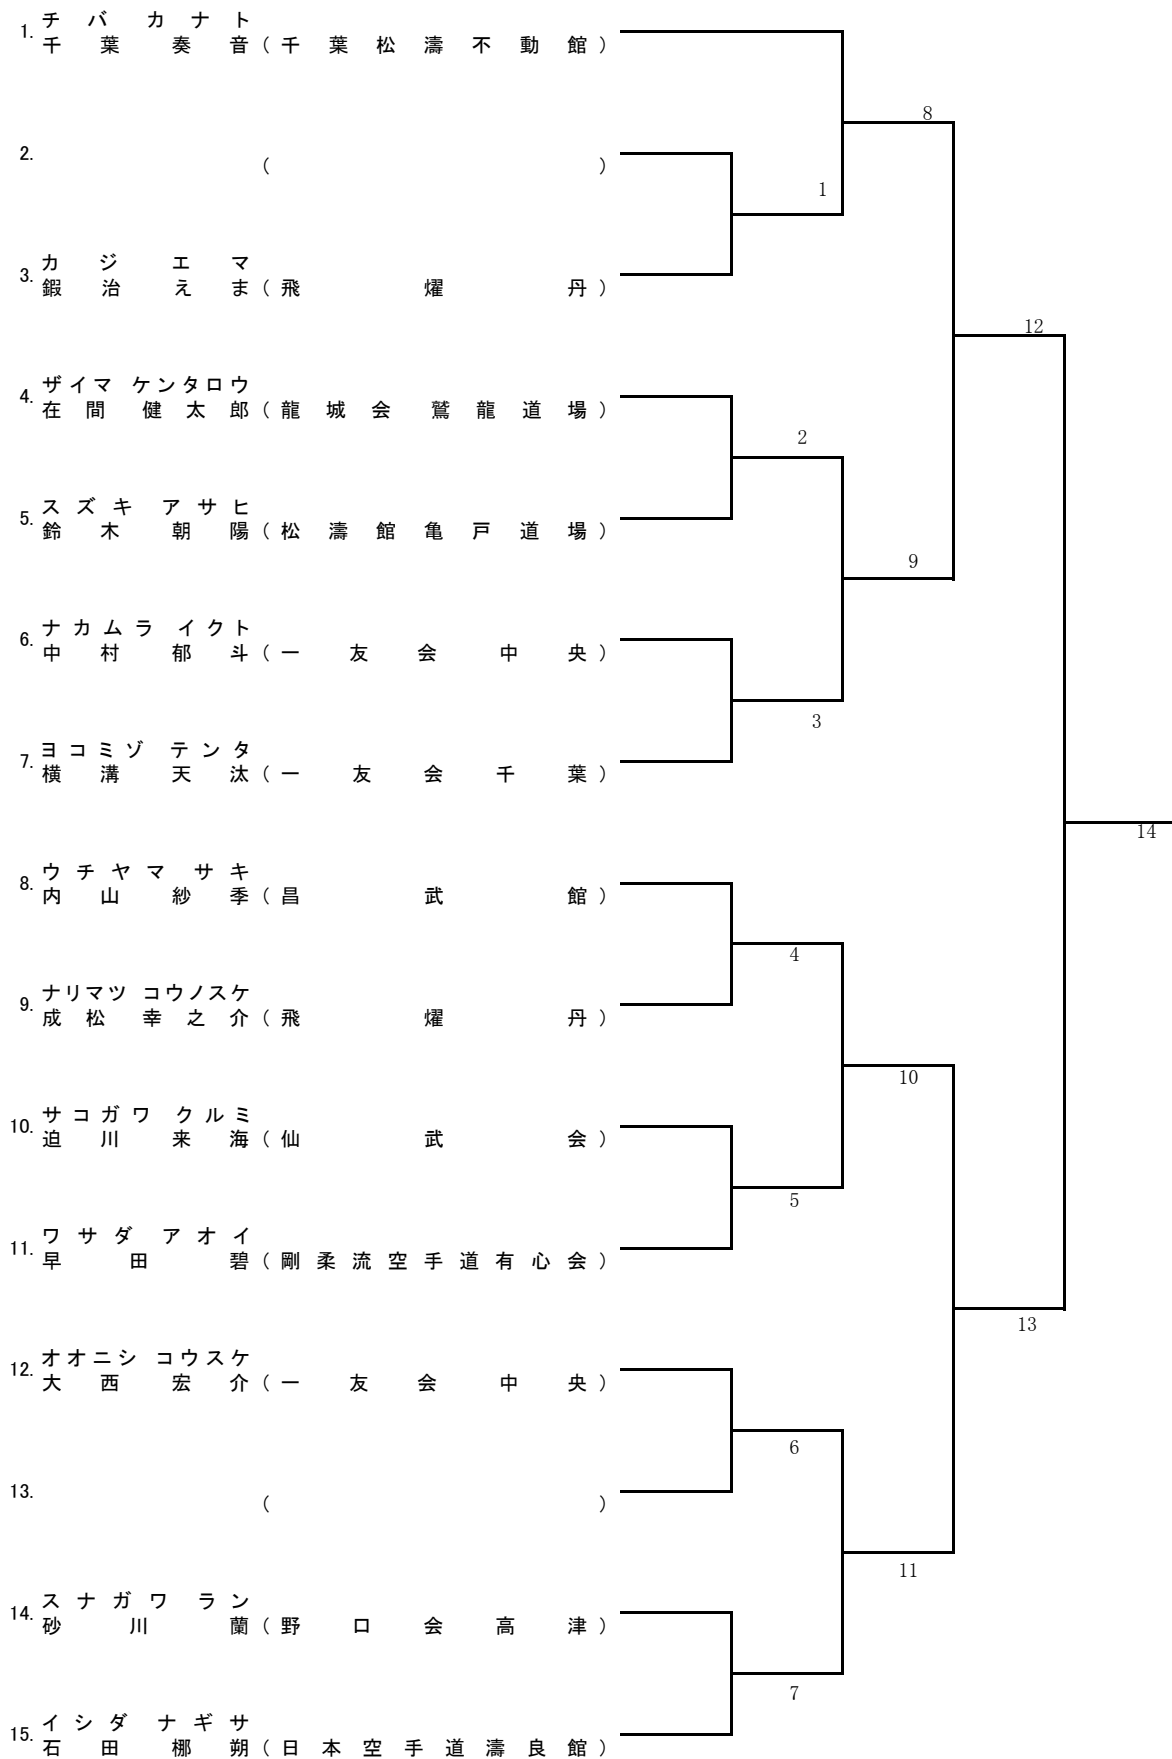 チバ カナト
1. 千葉 奏音 (千葉松濤不動館)
8
2. ( )
1
カジ エマ
3. 鍜治 えま (飛燿丹)
12
ザイマ ケンタロウ
4. 在間 健太郎 (龍城会 鷲龍道場)
2
スズキ アサヒ
5. 鈴木 朝陽 (松濤館亀戸道場)
9
ナカムラ イクト
6. 中村 郁斗 (一友会中央)
3
ヨコミゾ テンタ
7. 横溝 天汰 (一友会千葉)
14
ウチヤマ サキ
8. 内山 紗季 (昌武館)
4
ナリマツ コウノスケ
9. 成松 幸之介 (飛燿丹)
10
サコガワ クルミ
10. 迫川 来海 (仙武会)
5
ワサダ アオイ
11. 早田 碧 (剛柔流空手道有心会)
13
オオニシ コウスケ
12. 大西 宏介 (一友会中央)
6
13. ( )
11
スナガワ ラン
14. 砂川 蘭 (野口会高津)
7
イシダ ナギサ
15. 石田 梛朔 (日本空手道濤良館)